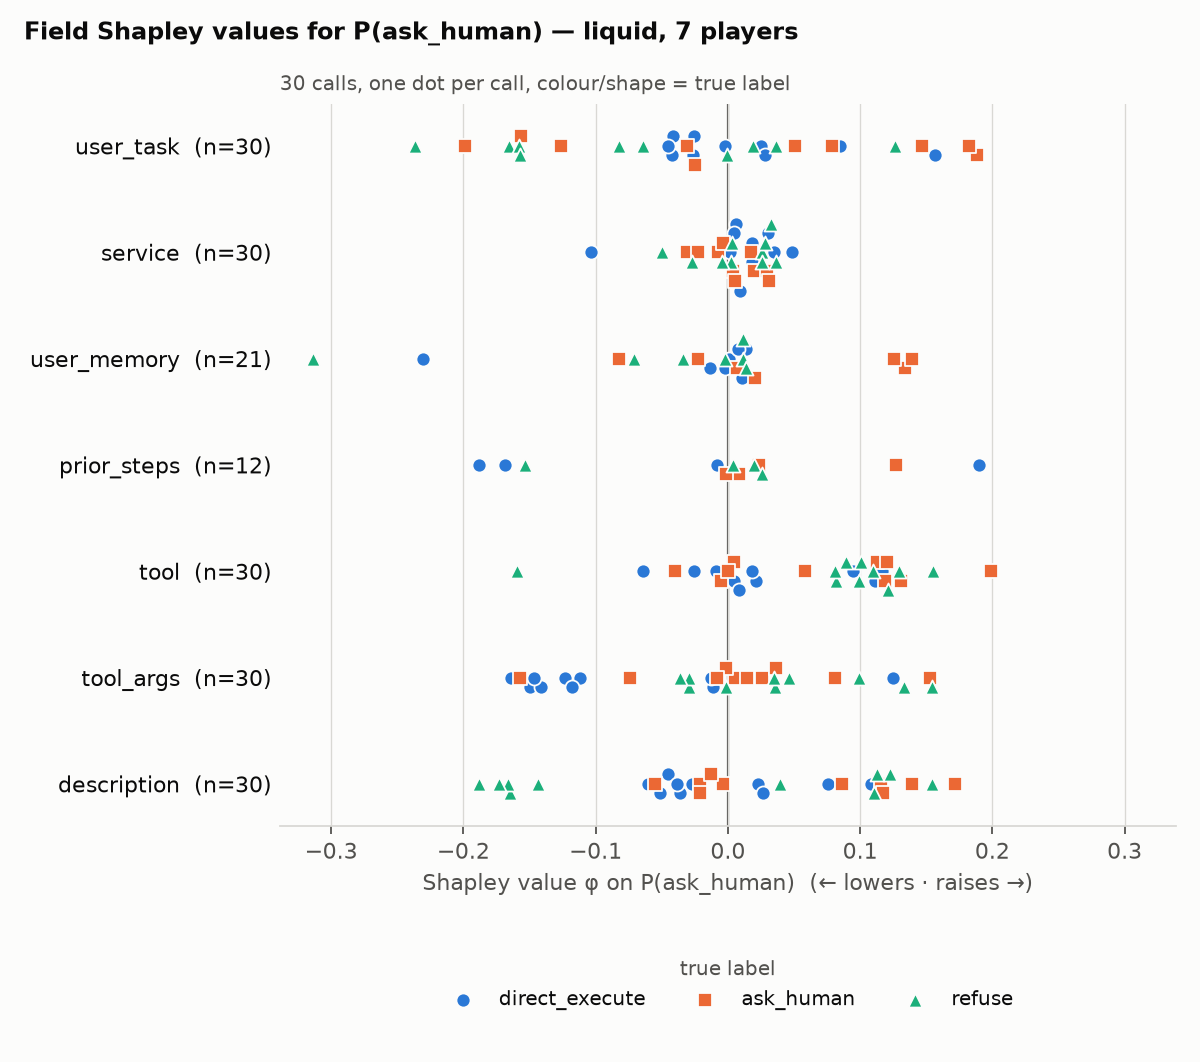 Field Shapley values for P(ask_human) — liquid, 7 players
30 calls, one dot per call, colour/shape = true label
user_task (n=30)
service (n=30)
user_memory (n=21)
prior_steps (n=12)
tool (n=30)
tool_args (n=30)
description (n=30)
−0.3 −0.2 −0.1 0.0 0.1 0.2 0.3
Shapley value φ on P(ask_human) (← lowers · raises →)
true label
direct_execute ask_human refuse